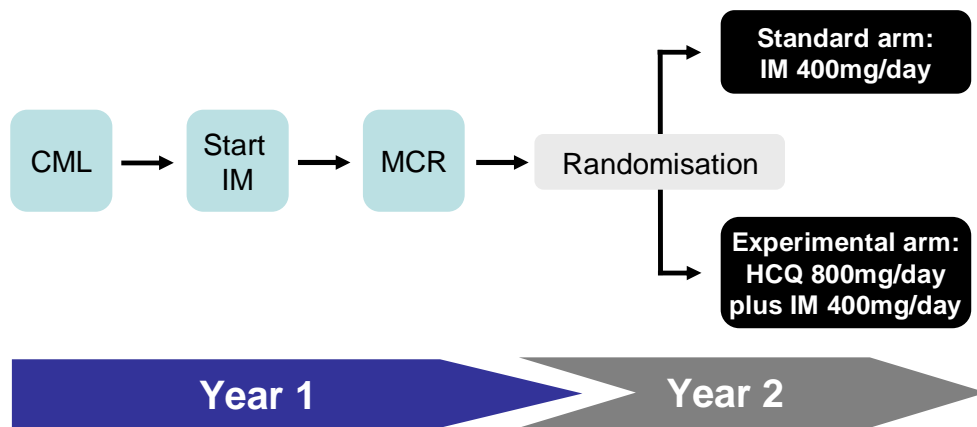 Standard arm:
IM 400mg/day
CML
Start
IM
MCR
Randomisation
Experimental arm:
HCQ 800mg/day
plus IM 400mg/day
Year 1
Year 2